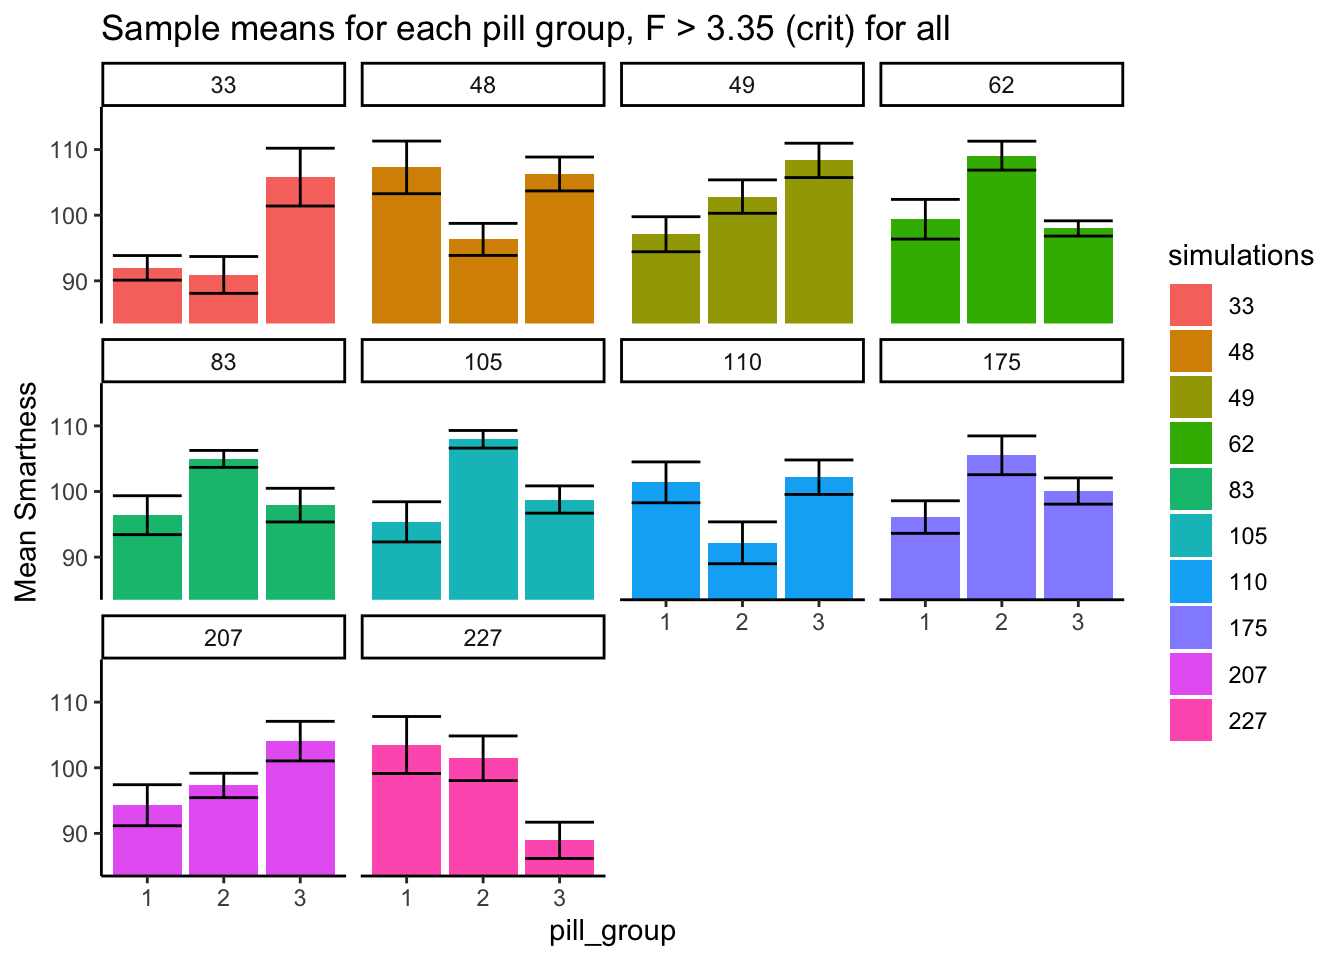 Sample means for each pill group, F > 3.35 (crit) for all
33 48 49 62
110
100
90
83 105 110 175
110
100
90
1 2 3 1 2 3
207 227
110
100
90
1 2 3 1 2 3
pill_group
Mean Smartness
simulations
33
48
49
62
83
105
110
175
207
227